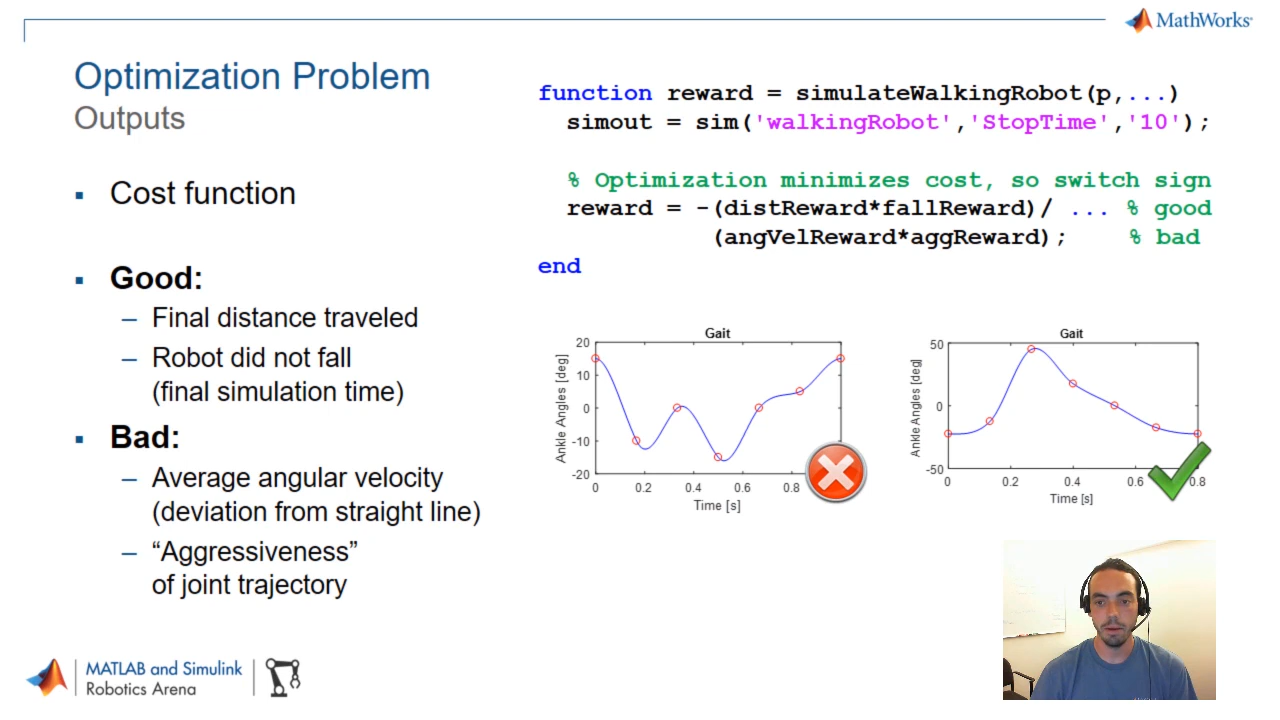 MathWorks®
Optimization Problem
Outputs
▪ Cost function
▪ Good:
– Final distance traveled
– Robot did not fall
(final simulation time)
▪ Bad:
– Average angular velocity
(deviation from straight line)
– “Aggressiveness”
of joint trajectory
function reward = simulateWalkingRobot(p,...)
simout = sim('walkingRobot','StopTime','10');
% Optimization minimizes cost, so switch sign
reward = -(distReward*fallReward)/ ... % good
(angVelReward*aggReward); % bad
end
Gait
Ankle Angles [deg]
20
10
0
-10
-20
0 0.2 0.4 0.6 0.8
Time [s]
Gait
Ankle Angles [deg]
50
0
-50
0 0.2 0.4 0.6 0.8
Time [s]
MATLAB and Simulink
Robotics Arena